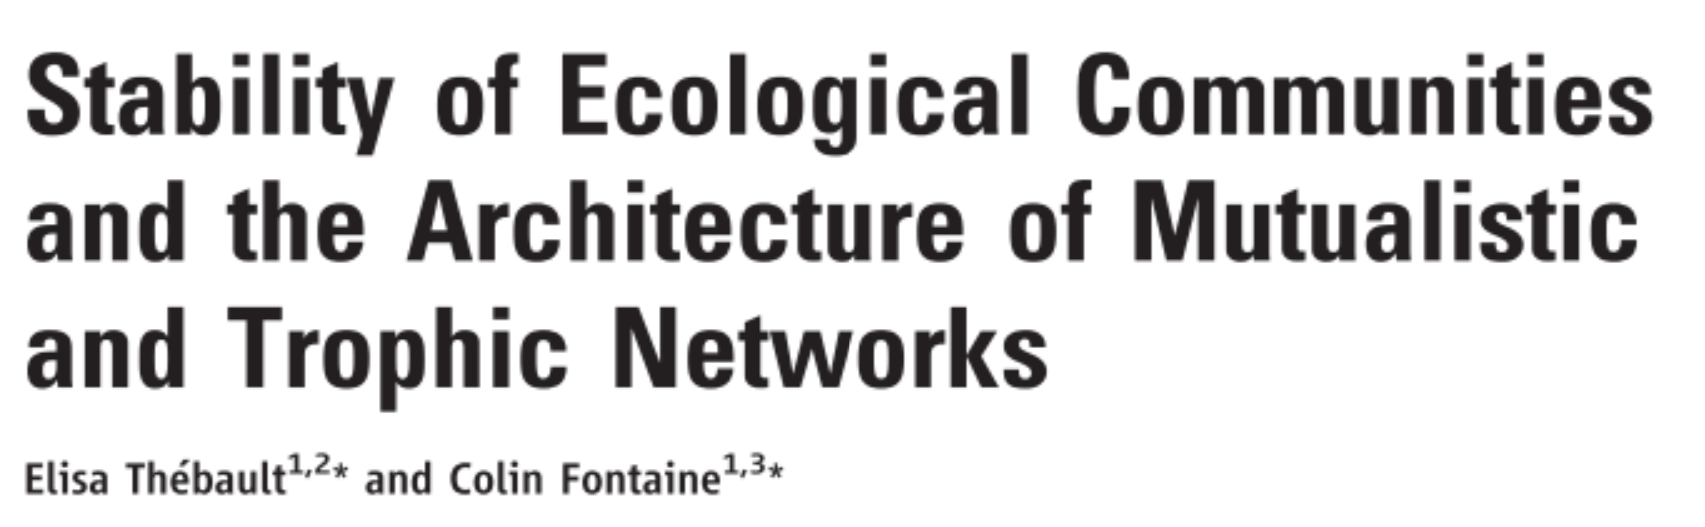 Stability of Ecological Communities
and the Architecture of Mutualistic
and Trophic Networks
Elisa Thébault1,2* and Colin Fontaine1,3*